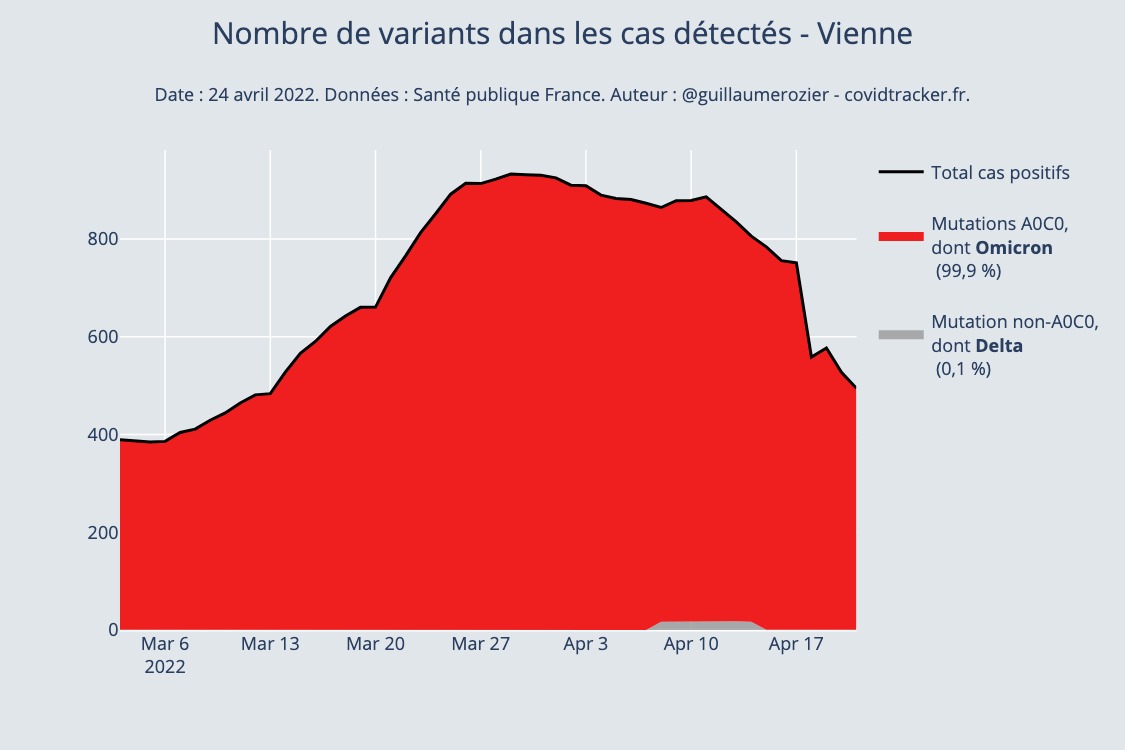 Nombre de variants dans les cas détectés - Vienne
Date : 24 avril 2022. Données : Santé publique France. Auteur : @guillaumerozier - covidtracker.fr.
Total cas positifs
Mutations A0C0,
dont Omicron
(99,9 %)
Mutation non-A0C0,
dont Delta
(0,1 %)
800
600
400
200
0
Mar 6
2022
Mar 13
Mar 20
Mar 27
Apr 3
Apr 10
Apr 17